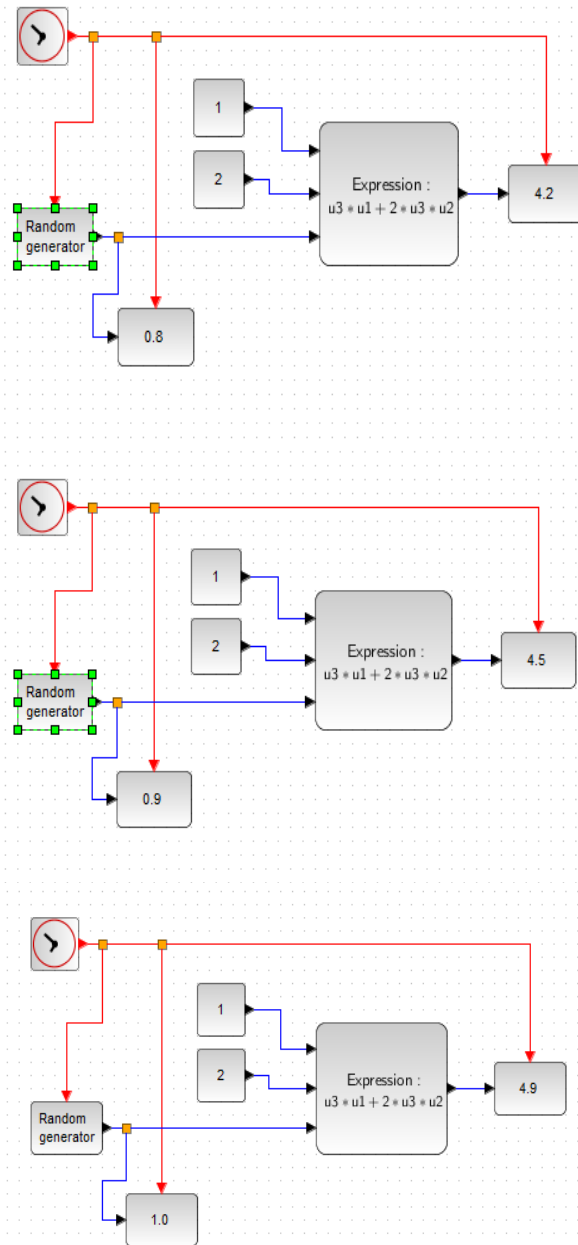 1
2
Expression :
u3∗u1+2∗u3∗u2
4.2
Random
generator
0.8
1
2
Expression :
u3∗u1+2∗u3∗u2
4.5
Random
generator
0.9
1
2
Expression :
u3∗u1+2∗u3∗u2
4.9
Random
generator
1.0